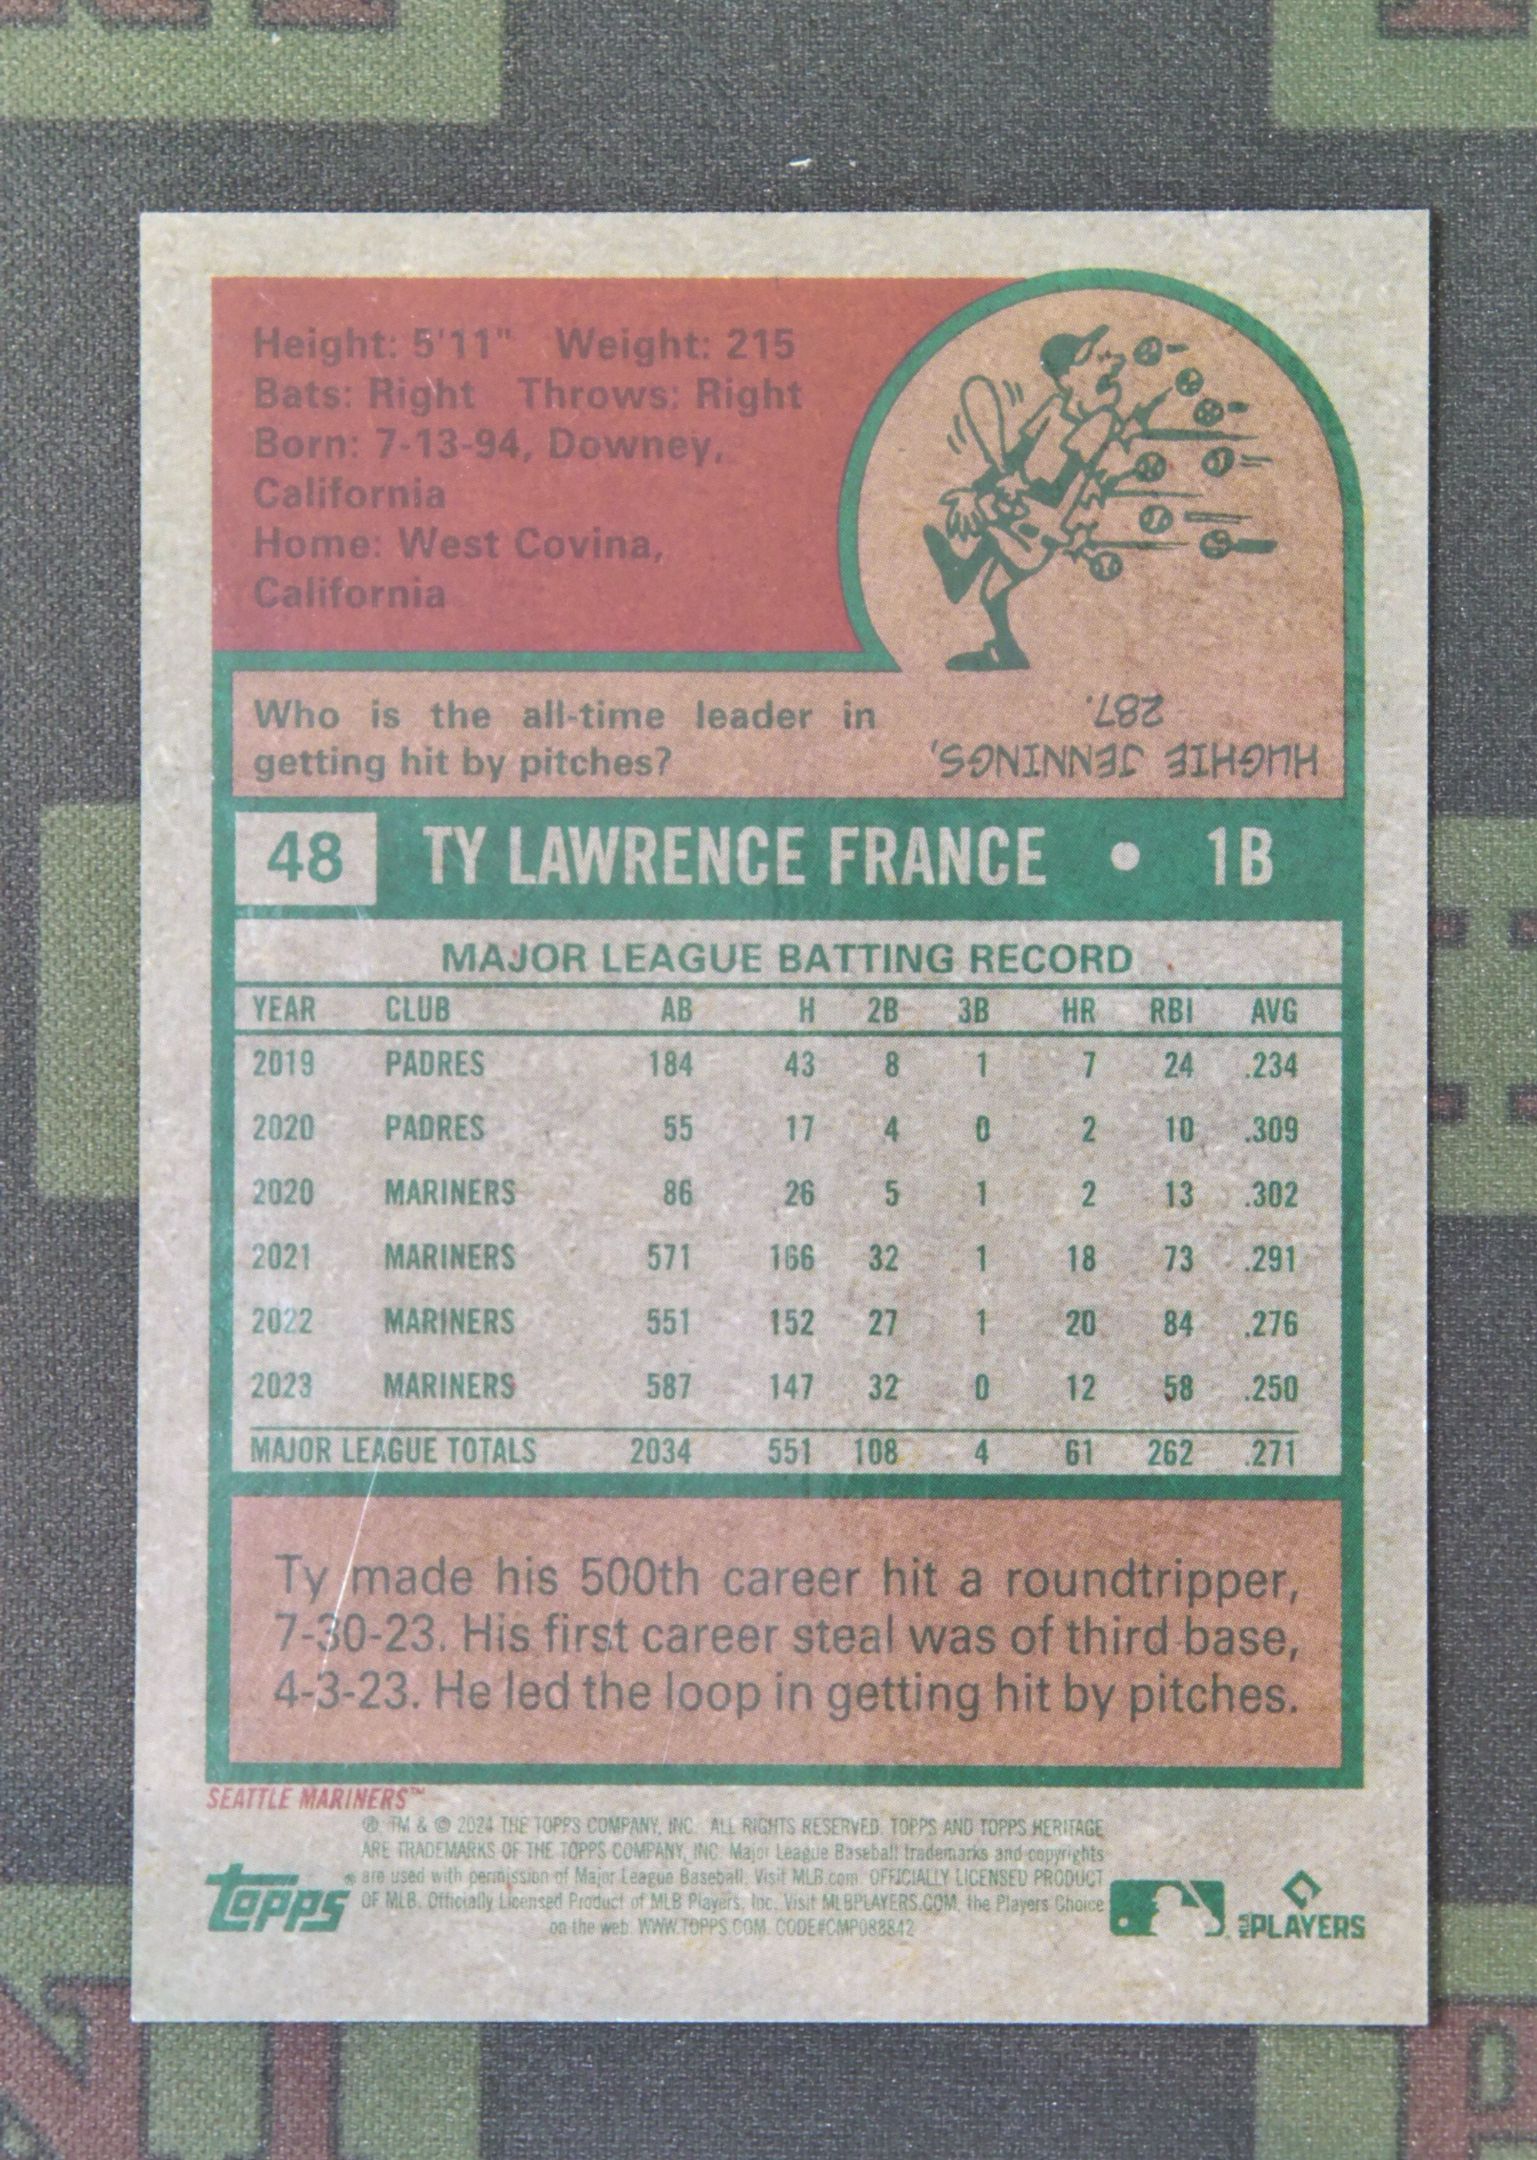 Height: 5'11" Weight: 215
Bats: Right Throws: Right
Born: 7-13-94, Downey,
California
Home: West Covina,
California
Who is the all-time leader in
getting hit by pitches?
HUGHIE JENNINGS,
287.
48 TY LAWRENCE FRANCE • 1B
MAJOR LEAGUE BATTING RECORD
YEAR CLUB AB H 2B 3B HR RBI AVG
2019 PADRES 184 43 8 1 7 24 .234
2020 PADRES 55 17 4 0 2 10 .309
2020 MARINERS 86 26 5 1 2 13 .302
2021 MARINERS 571 166 32 1 18 73 .291
2022 MARINERS 551 152 27 1 20 84 .276
2023 MARINERS 587 147 32 0 12 58 .250
MAJOR LEAGUE TOTALS 2034 551 108 4 61 262 .271
Ty made his 500th career hit a roundtripper,
7-30-23. His first career steal was of third base,
4-3-23. He led the loop in getting hit by pitches.
SEATTLE MARINERS™
® TM & © 2024 THE TOPPS COMPANY, INC. ALL RIGHTS RESERVED. TOPPS AND TOPPS HERITAGE
ARE TRADEMARKS OF THE TOPPS COMPANY, INC. Major League Baseball trademarks and copyrights
are used with permission of Major League Baseball. Visit MLB.com. OFFICIALLY LICENSED PRODUCT
OF MLB. Officially Licensed Product of MLB Players, Inc. Visit MLBPLAYERS.COM, the Players Choice
on the web. WWW.TOPPS.COM. CODE#CMP088842
topps
MLB PLAYERS